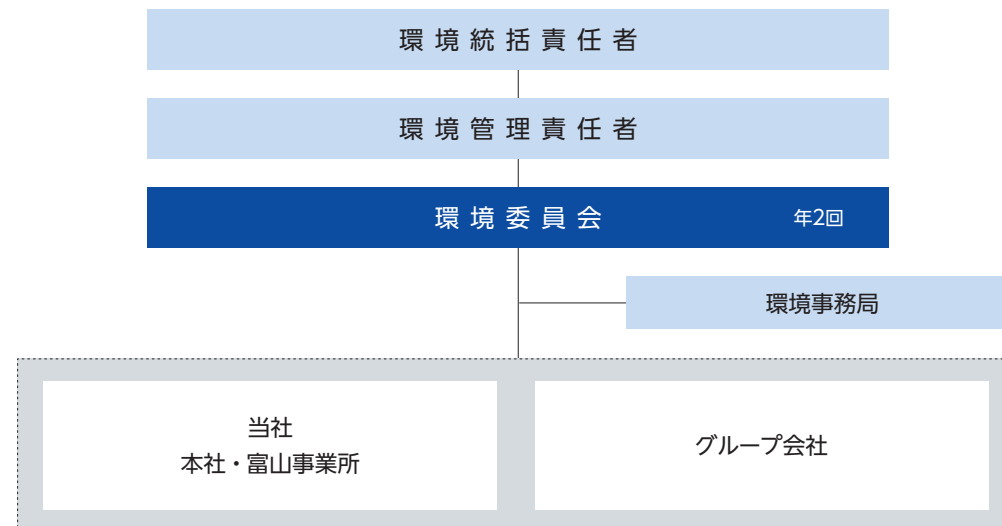 環境統括責任者
環境管理責任者
環境委員会 年2回
環境事務局
当社
本社・富山事業所
グループ会社